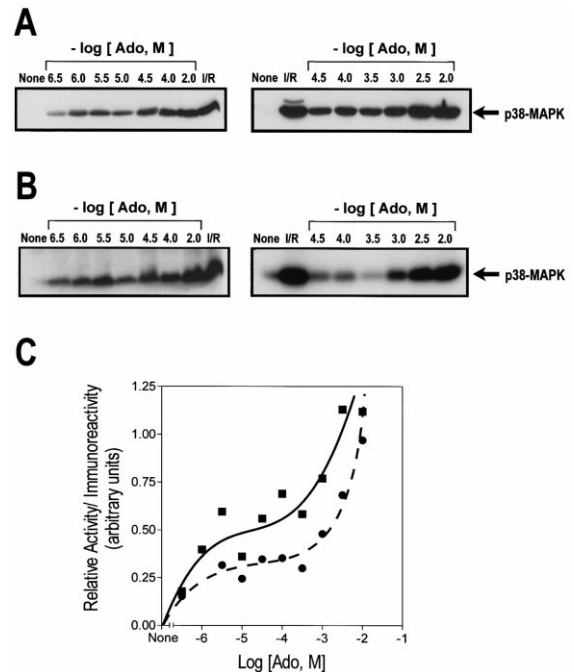 A
- log [ Ado, M ]
- log [ Ado, M ]
None 6.5 6.0 5.5 5.0 4.5 4.0 2.0 I/R
None I/R 4.5 4.0 3.5 3.0 2.5 2.0
p38-MAPK
B
- log [ Ado, M ]
- log [ Ado, M ]
None 6.5 6.0 5.5 5.0 4.5 4.0 2.0 I/R
None I/R 4.5 4.0 3.5 3.0 2.5 2.0
p38-MAPK
C
Relative Activity/ Immunoreactivity
(arbitrary units)
1.25
1.00
0.75
0.50
0.25
0.00
None -6 -5 -4 -3 -2 -1
Log [Ado, M]